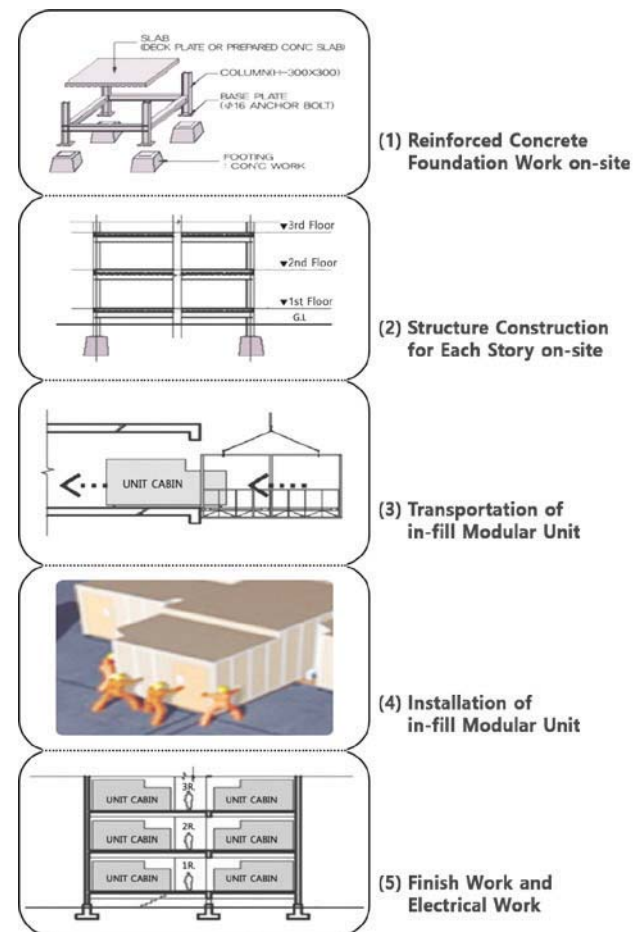 SLAB
(DECK PLATE OR PREPARED CON'C SLAB)
COLUMN(H-300X300)
BASE PLATE
(Φ16 ANCHOR BOLT)
FOOTING
: CON'C WORK
(1) Reinforced Concrete
Foundation Work on-site
▼3rd Floor
▼2nd Floor
▼1st Floor
G.L
(2) Structure Construction
for Each Story on-site
UNIT CABIN
(3) Transportation of
in-fill Modular Unit
(4) Installation of
in-fill Modular Unit
3R.
UNIT CABIN
UNIT CABIN
2R.
UNIT CABIN
UNIT CABIN
1R.
UNIT CABIN
UNIT CABIN
(5) Finish Work and
Electrical Work